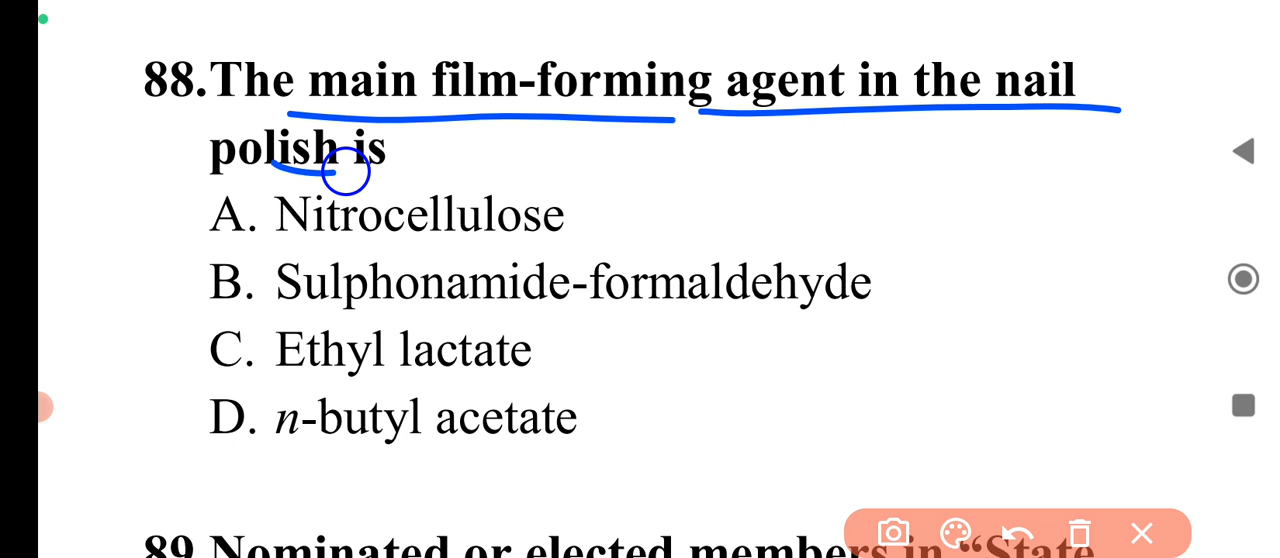 88.The main film-forming agent in the nail
polish is
A. Nitrocellulose
B. Sulphonamide-formaldehyde
C. Ethyl lactate
D. n-butyl acetate
89.Nominated or elected members in “State